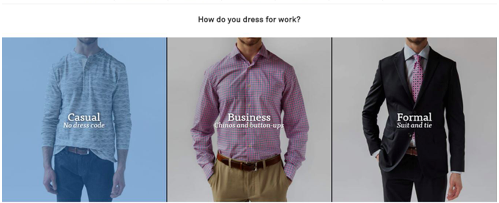 How do you dress for work?
Casual
No dress code
Business
Chinos and button-ups
Formal
Suit and tie